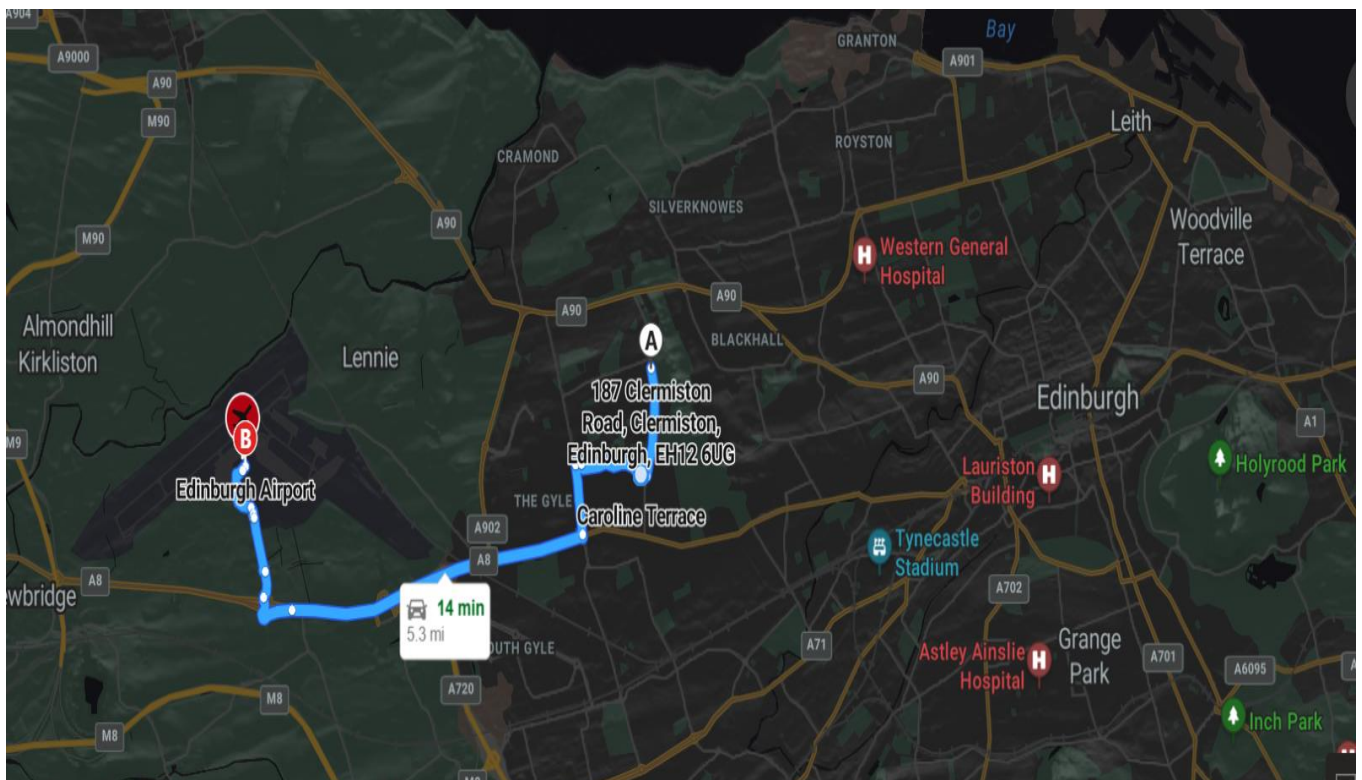 A904
Bay
GRANTON
A9000
A901
A90
M90
Leith
ROYSTON
CRAMOND
SILVERKNOWES
Woodville
Terrace
A90
M90
Western General
Hospital
A90
A90
Almondhill
Kirkliston
Lennie
A
BLACKHALL
187 Clermiston
Road, Clermiston,
Edinburgh, EH12 6UG
A90
Edinburgh
A1
B
M9
H
H
H
Holyrood Park
Lauriston
Building
Edinburgh Airport
THE GYLE
Caroline Terrace
A902
A8
Tynecastle
Stadium
A8
ewbridge
14 min
5.3 mi
A702
OUTH GYLE
A71
Astley Ainslie
Hospital
Grange
Park
A701
A6095
A720
M8
M8
Inch Park